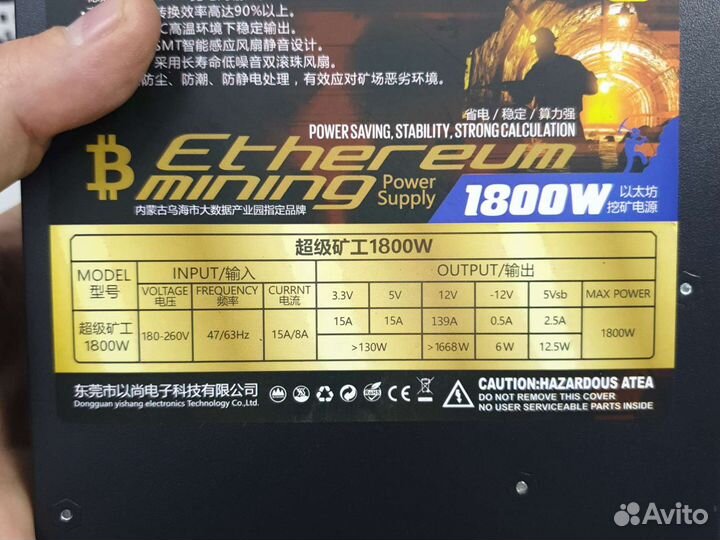 转换效率高达90%以上。
C高温环境下稳定输出。
SMT智能感应风扇静音设计。
采用长寿命低噪音双滚珠风扇。
防尘、防潮、防静电处理，有效应对矿场恶劣环境。
省电 / 稳定 / 算力强
POWER SAVING, STABILITY, STRONG CALCULATION
Ethereum
mining Power Supply
1800W 以太坊挖矿电源
内蒙古乌海市大数据产业园指定品牌
超级矿工1800W
MODEL 型号 INPUT/输入 OUTPUT/输出
VOLTAGE 电压 FREQUENCY 频率 CURRNT 电流 3.3V 5V 12V -12V 5Vsb MAX POWER
超级矿工 1800W 180-260V 47/63Hz 15A/8A 15A 15A 139A 0.5A 2.5A 1800W
>130W >1668W 6W 12.5W
东莞市以尚电子科技有限公司
Dongguan yishang electronics Technology Co.,Ltd.
CAUTION:HAZARDOUS ATEA
DO NOT REMOVE THIS COVER
NO USER SERVICEABLE PARTS INSIDE
Avito